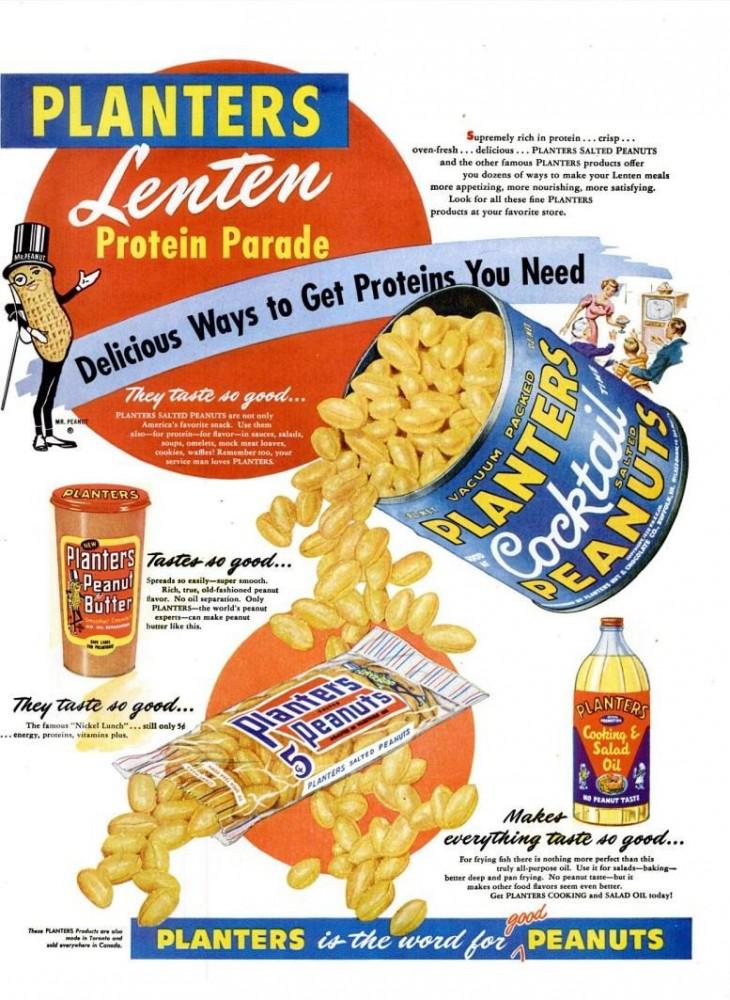 PLANTERS
Lenten
Protein Parade
Supremely rich in protein... crisp...
oven-fresh... delicious... PLANTERS SALTED PEANUTS
and the other famous PLANTERS products offer
you dozens of ways to make your Lenten meals
more appetizing, more nourishing, more satisfying.
Look for all these fine PLANTERS
products at your favorite store.
MR. PEANUT
Delicious Ways to Get Proteins You Need
MR. PEANUT
®
They taste so good...
PLANTERS SALTED PEANUTS are not only
America's favorite snack. Use them
also—for protein—for flavor—in sauces, salads,
soups, omelets, mock meat loaves,
cookies, waffles! Remember too, your
service man loves PLANTERS.
VACUUM PACKED
PLANTERS
Cocktail
SALTED
PEANUTS
PLANTERS
NEW
Planters
Peanut
Butter
Tastes so good...
Spreads so easily—super smooth.
Rich, true, old-fashioned peanut
flavor. No oil separation. Only
PLANTERS—the world's peanut
experts—can make peanut
butter like this.
They taste so good...
The famous "Nickel Lunch"... still only 5¢
...energy, proteins, vitamins plus.
Planters
Peanuts
5¢
PLANTERS SALTED PEANUTS
PLANTERS
Cooking &
Salad
Oil
NO PEANUT TASTE
Makes
everything taste so good...
For frying fish there is nothing more perfect than this
truly all-purpose oil. Use it for salads—baking—
better deep and pan frying. No peanut taste—but it
makes other food flavors seem even better.
Get PLANTERS COOKING and SALAD OIL today!
These PLANTERS Products are also
made in Toronto and
sold everywhere in Canada.
good
PLANTERS is the word for PEANUTS